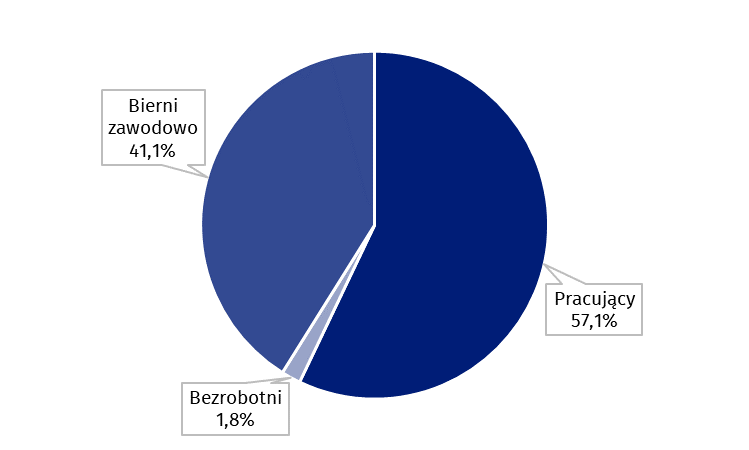 Bierni
zawodowo
41,1%
Pracujący
57,1%
Bezrobotni
1,8%